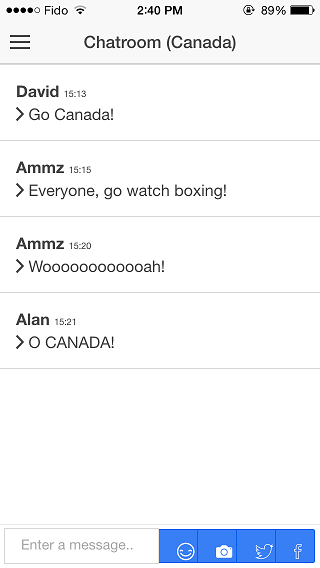 Fido 2:40 PM 89%
Chatroom (Canada)
David 15:13
Go Canada!
Ammz 15:15
Everyone, go watch boxing!
Ammz 15:20
Wooooooooooooah!
Alan 15:21
O CANADA!
Enter a message..